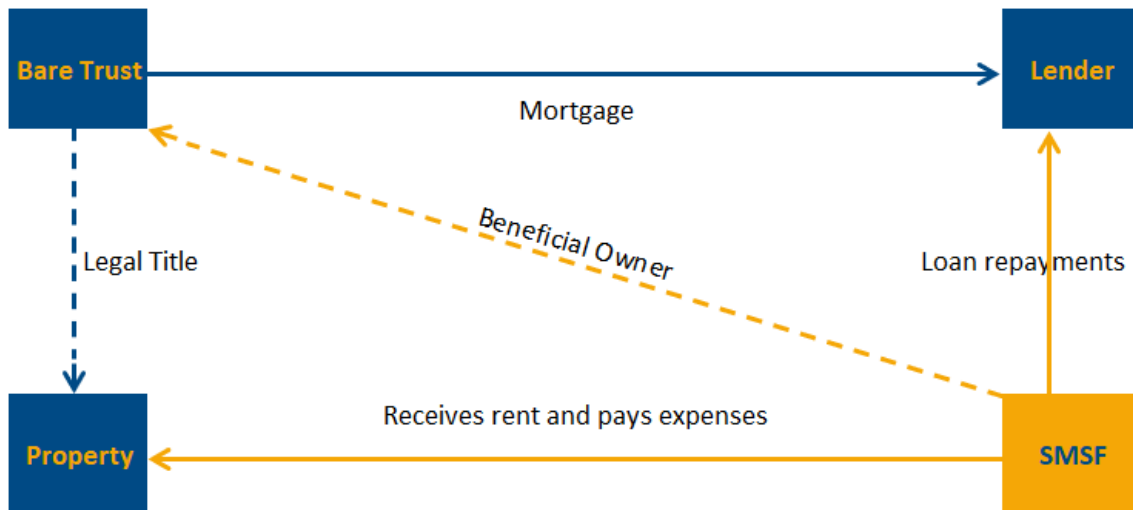 Bare Trust
Lender
Mortgage
Beneficial Owner
Legal Title
Loan repayments
Receives rent and pays expenses
Property
SMSF